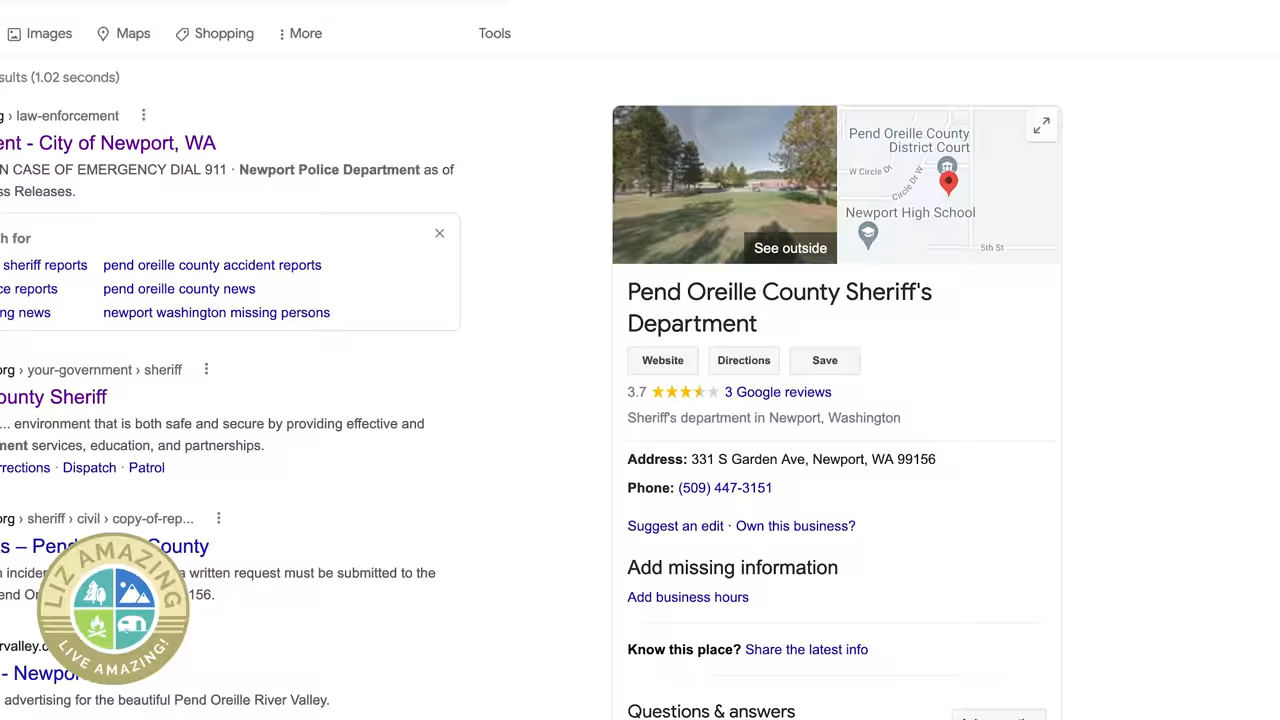 Images
Maps
Shopping
More
Tools
sults (1.02 seconds)
g › law-enforcement
ent - City of Newport, WA
N CASE OF EMERGENCY DIAL 911 · Newport Police Department as of
ss Releases.
h for
sheriff reports
pend oreille county accident reports
ce reports
pend oreille county news
ng news
newport washington missing persons
org › your-government › sheriff
ounty Sheriff
... environment that is both safe and secure by providing effective and
ment services, education, and partnerships.
rrections · Dispatch · Patrol
org › sheriff › civil › copy-of-rep...
s – Pend County
n inciden a written request must be submitted to the
end Or 156.
rvalley.c
- Newpo
advertising for the beautiful Pend Oreille River Valley.
LIZ AMAZING
LIVE AMAZING!
Pend Oreille County
District Court
W Circle Dr
Circle Dr W
Newport High School
5th St
See outside
Pend Oreille County Sheriff's
Department
Website
Directions
Save
3.7
3 Google reviews
Sheriff's department in Newport, Washington
Address: 331 S Garden Ave, Newport, WA 99156
Phone: (509) 447-3151
Suggest an edit · Own this business?
Add missing information
Add business hours
Know this place? Share the latest info
Questions & answers